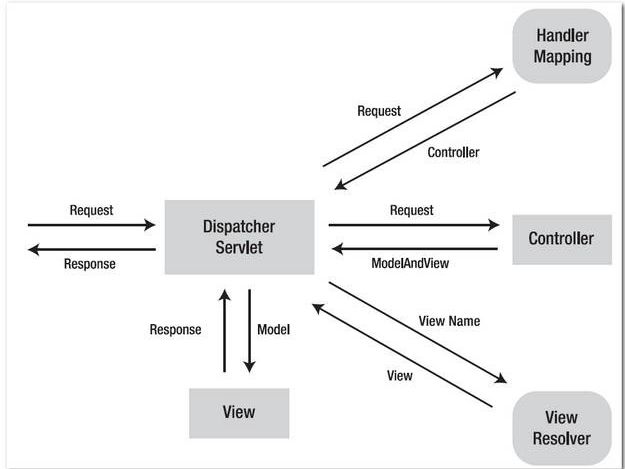 Handler
Mapping
Request
Controller
Request
Response
Dispatcher
Servlet
Request
ModelAndView
Controller
Response
Model
View Name
View
View
View
Resolver